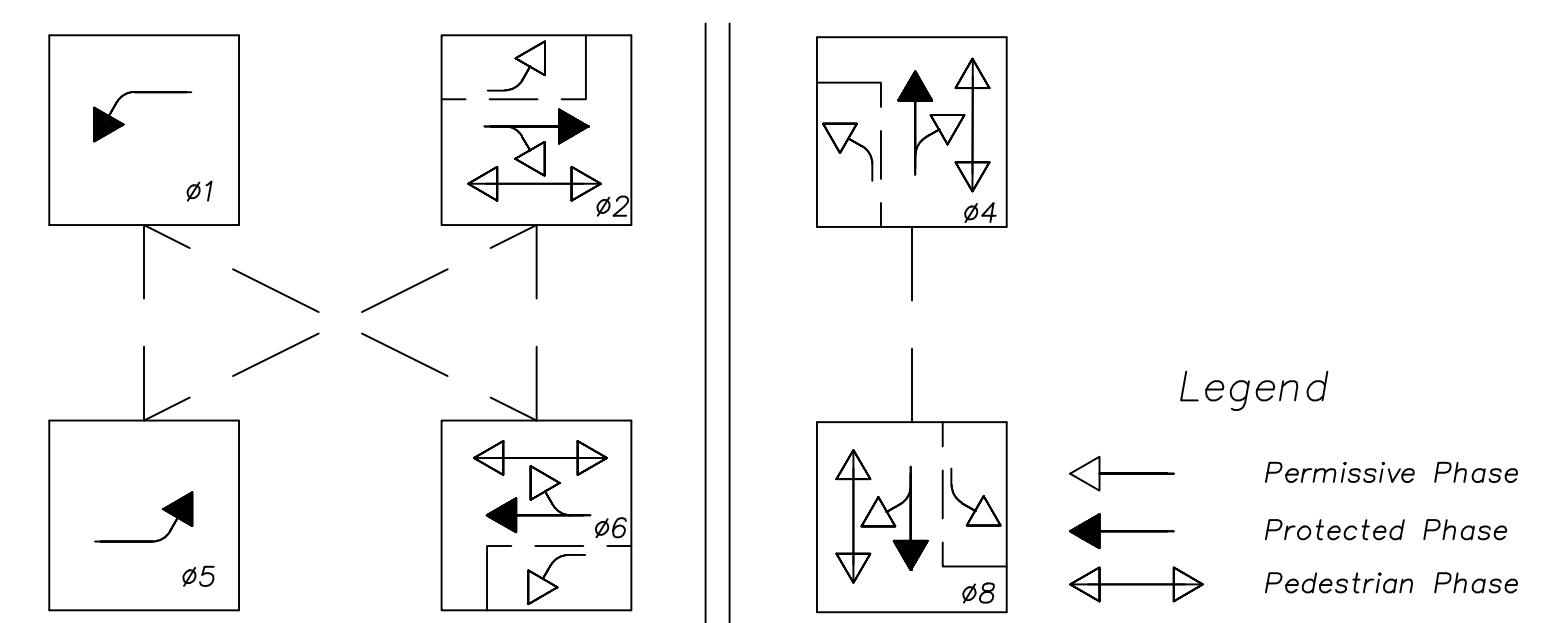 ø1
ø2
ø4
ø5
ø6
ø8
Legend
Permissive Phase
Protected Phase
Pedestrian Phase